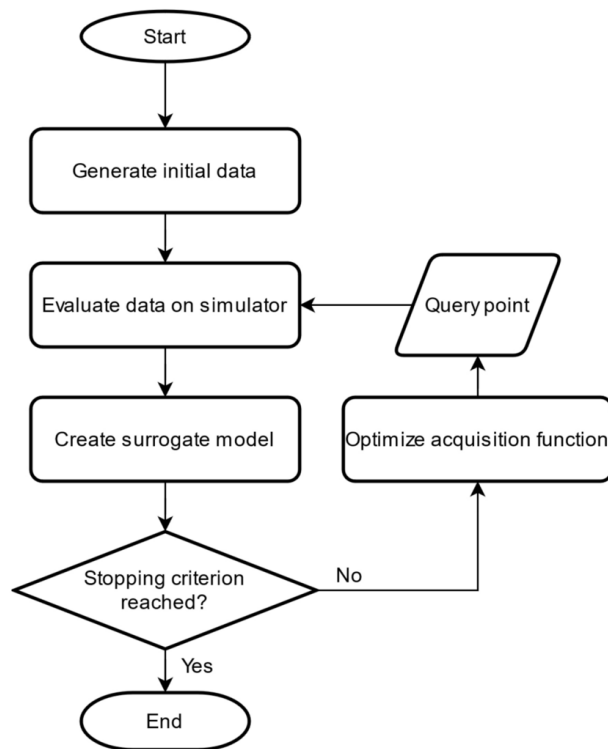 Start
Generate initial data
Evaluate data on simulator
Query point
Create surrogate model
Optimize acquisition function
Stopping criterion
reached?
No
Yes
End